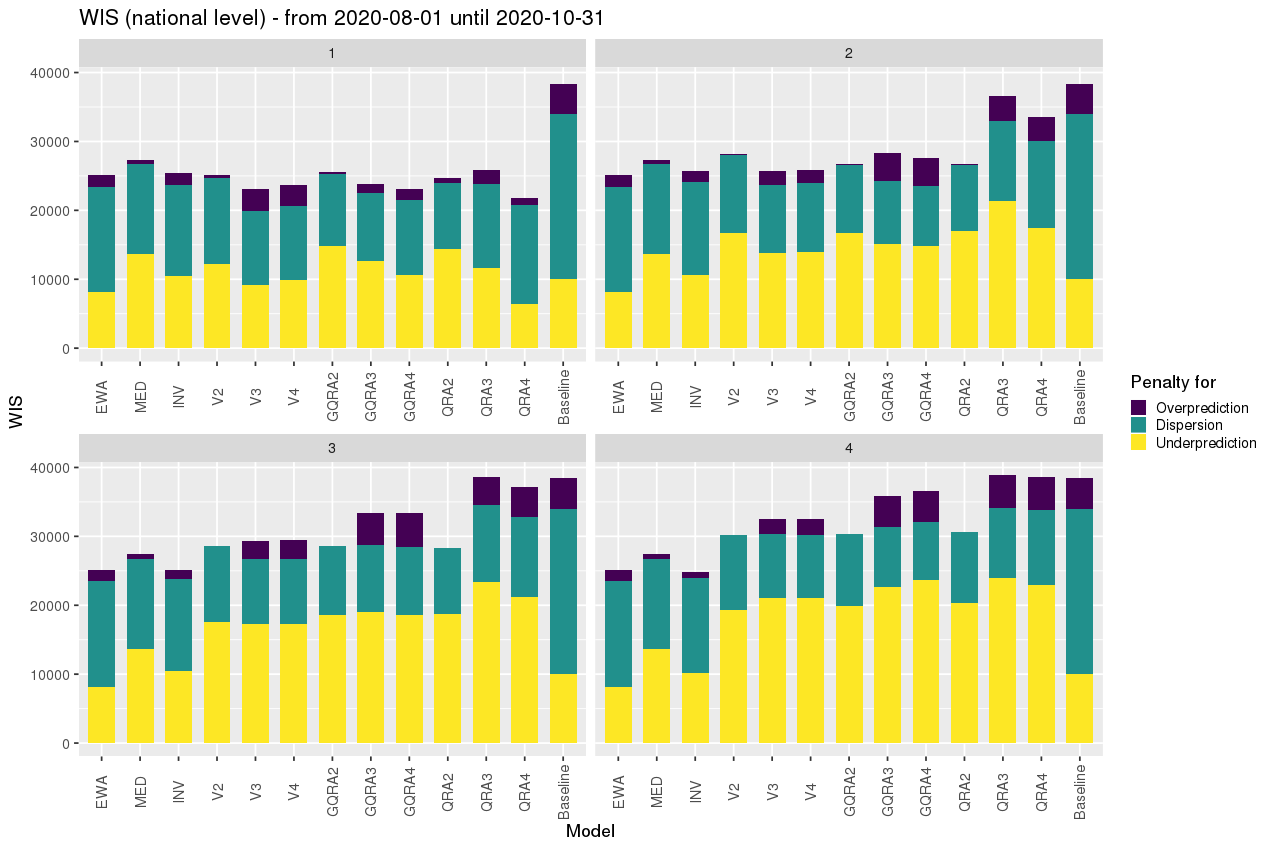 WIS (national level) - from 2020-08-01 until 2020-10-31
1
2
40000
30000
20000
10000
0
EWA MED INV V2 V3 V4 GQRA2 GQRA3 GQRA4 QRA2 QRA3 QRA4 Baseline
EWA MED INV V2 V3 V4 GQRA2 GQRA3 GQRA4 QRA2 QRA3 QRA4 Baseline
WIS
3
4
40000
30000
20000
10000
0
EWA MED INV V2 V3 V4 GQRA2 GQRA3 GQRA4 QRA2 QRA3 QRA4 Baseline
EWA MED INV V2 V3 V4 GQRA2 GQRA3 GQRA4 QRA2 QRA3 QRA4 Baseline
Model
Penalty for
Overprediction
Dispersion
Underprediction